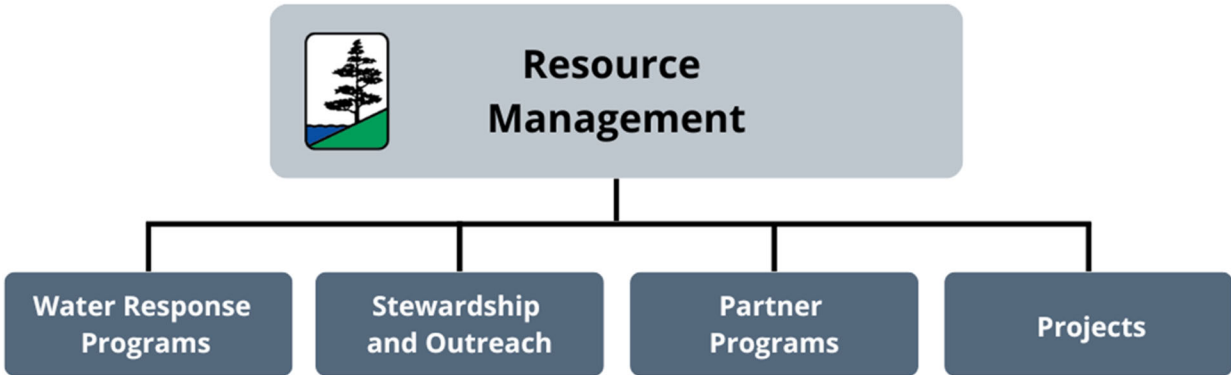 Resource
Management
Water Response
Programs
Stewardship
and Outreach
Partner
Programs
Projects